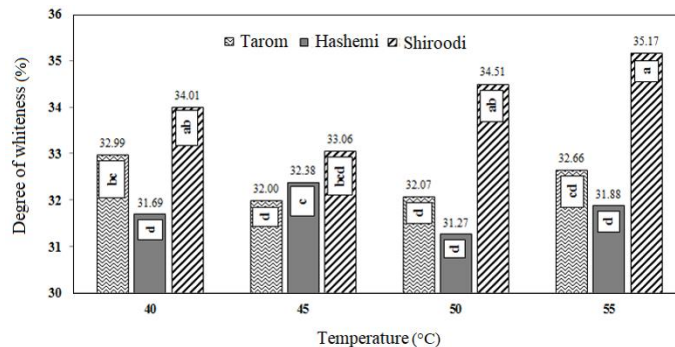 36
35
34
33
32
31
30
Degree of whiteness (%)
Tarom Hashemi Shiroodi
32.99
bc
31.69
d
34.01
ab
32.00
d
32.38
c
33.06
bcd
32.07
d
31.27
d
34.51
ab
32.66
cd
31.88
d
35.17
a
40 45 50 55
Temperature (°C)